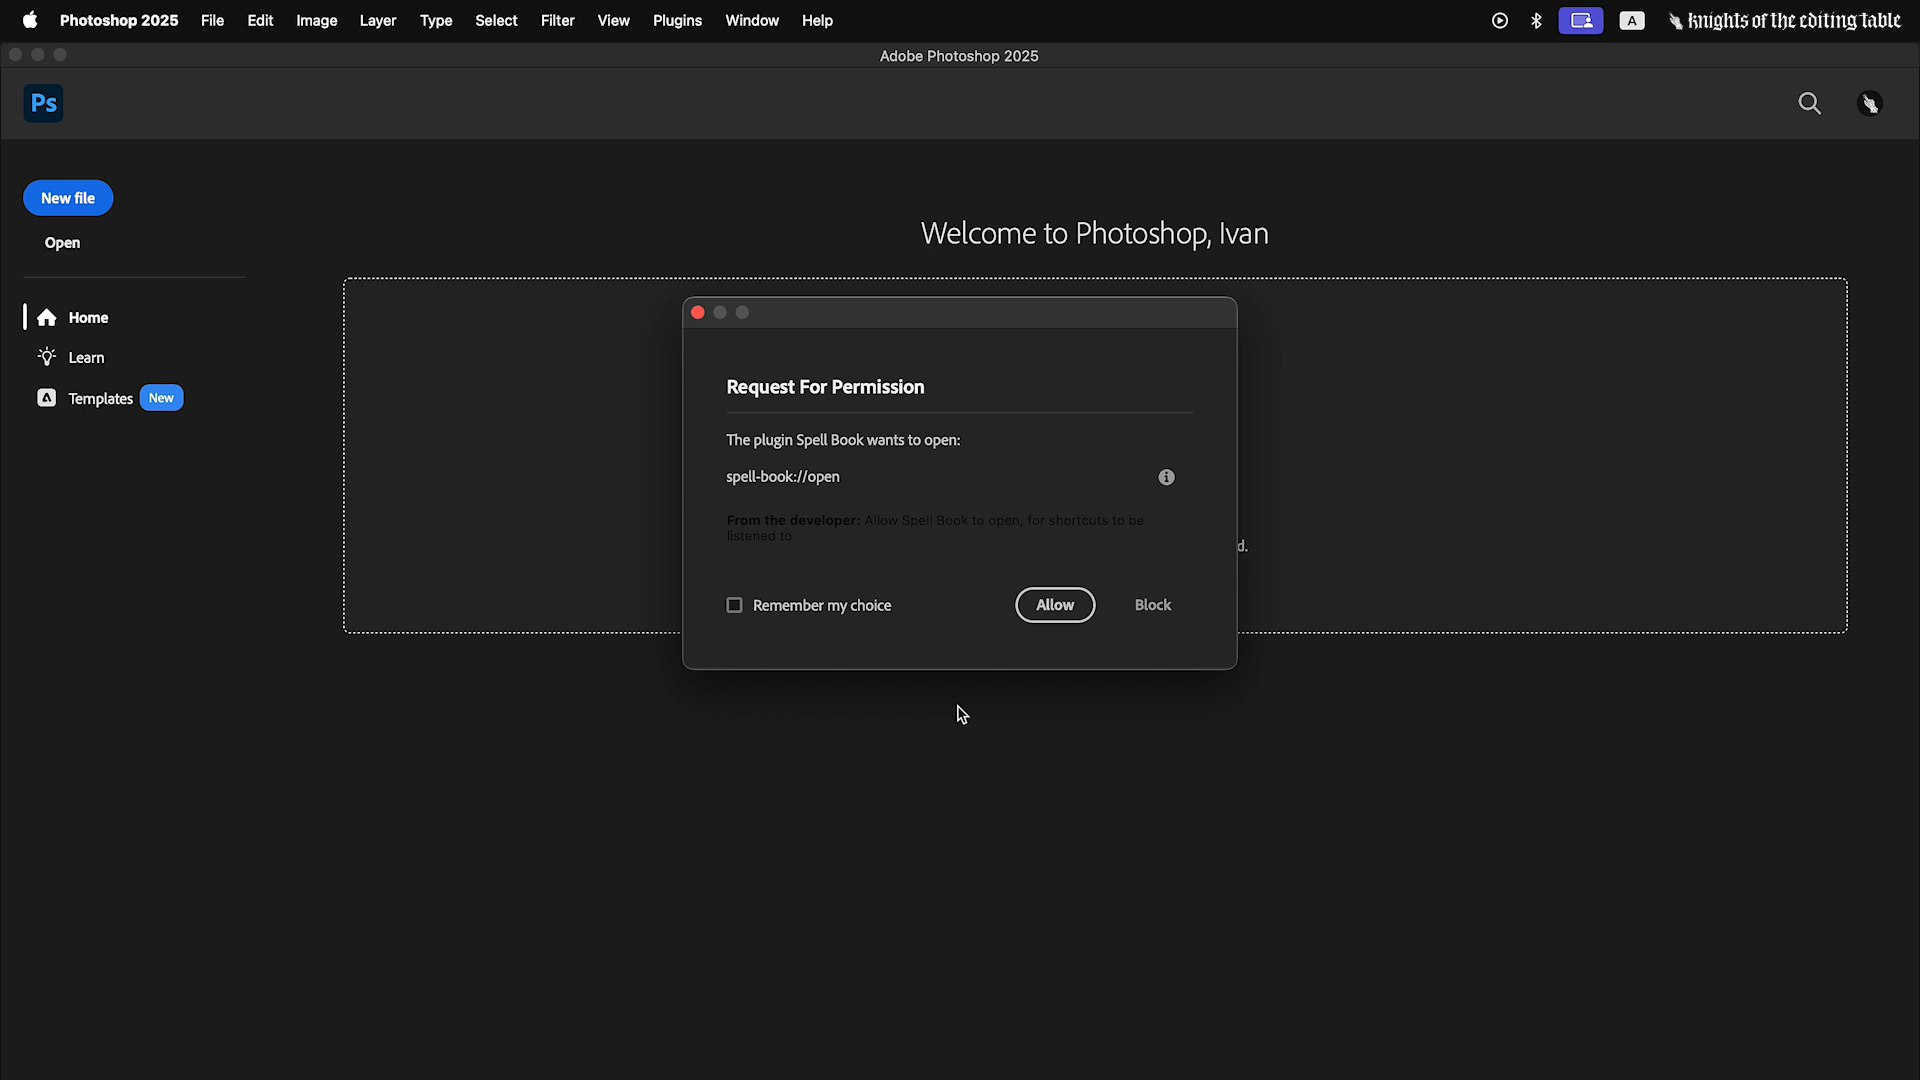 Photoshop 2025 File Edit Image Layer Type Select Filter View Plugins Window Help A knights of the editing table
Adobe Photoshop 2025
Ps
New file
Open
Home
Learn
Templates New
Welcome to Photoshop, Ivan
Request For Permission
The plugin Spell Book wants to open:
spell-book://open
From the developer: Allow Spell Book to open, for shortcuts to be
listened to
d.
Remember my choice Allow Block